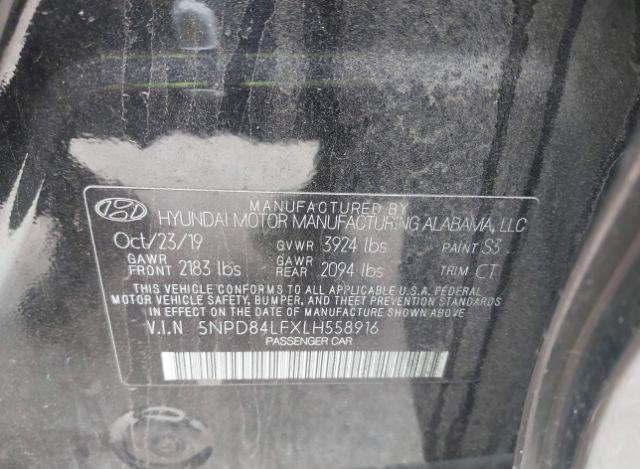 MANUFACTURED BY
HYUNDAI MOTOR MANUFACTURING ALABAMA, LLC
Oct/23/19 GVWR 3924 lbs PAINT S3
GAWR FRONT 2183 lbs GAWR REAR 2094 lbs TRIM CT
THIS VEHICLE CONFORMS TO ALL APPLICABLE U.S.A. FEDERAL
MOTOR VEHICLE SAFETY, BUMPER, AND THEFT PREVENTION STANDARDS
IN EFFECT ON THE DATE OF MANUFACTURE SHOWN ABOVE.
V.I.N 5NPD84LFXLH558916
PASSENGER CAR